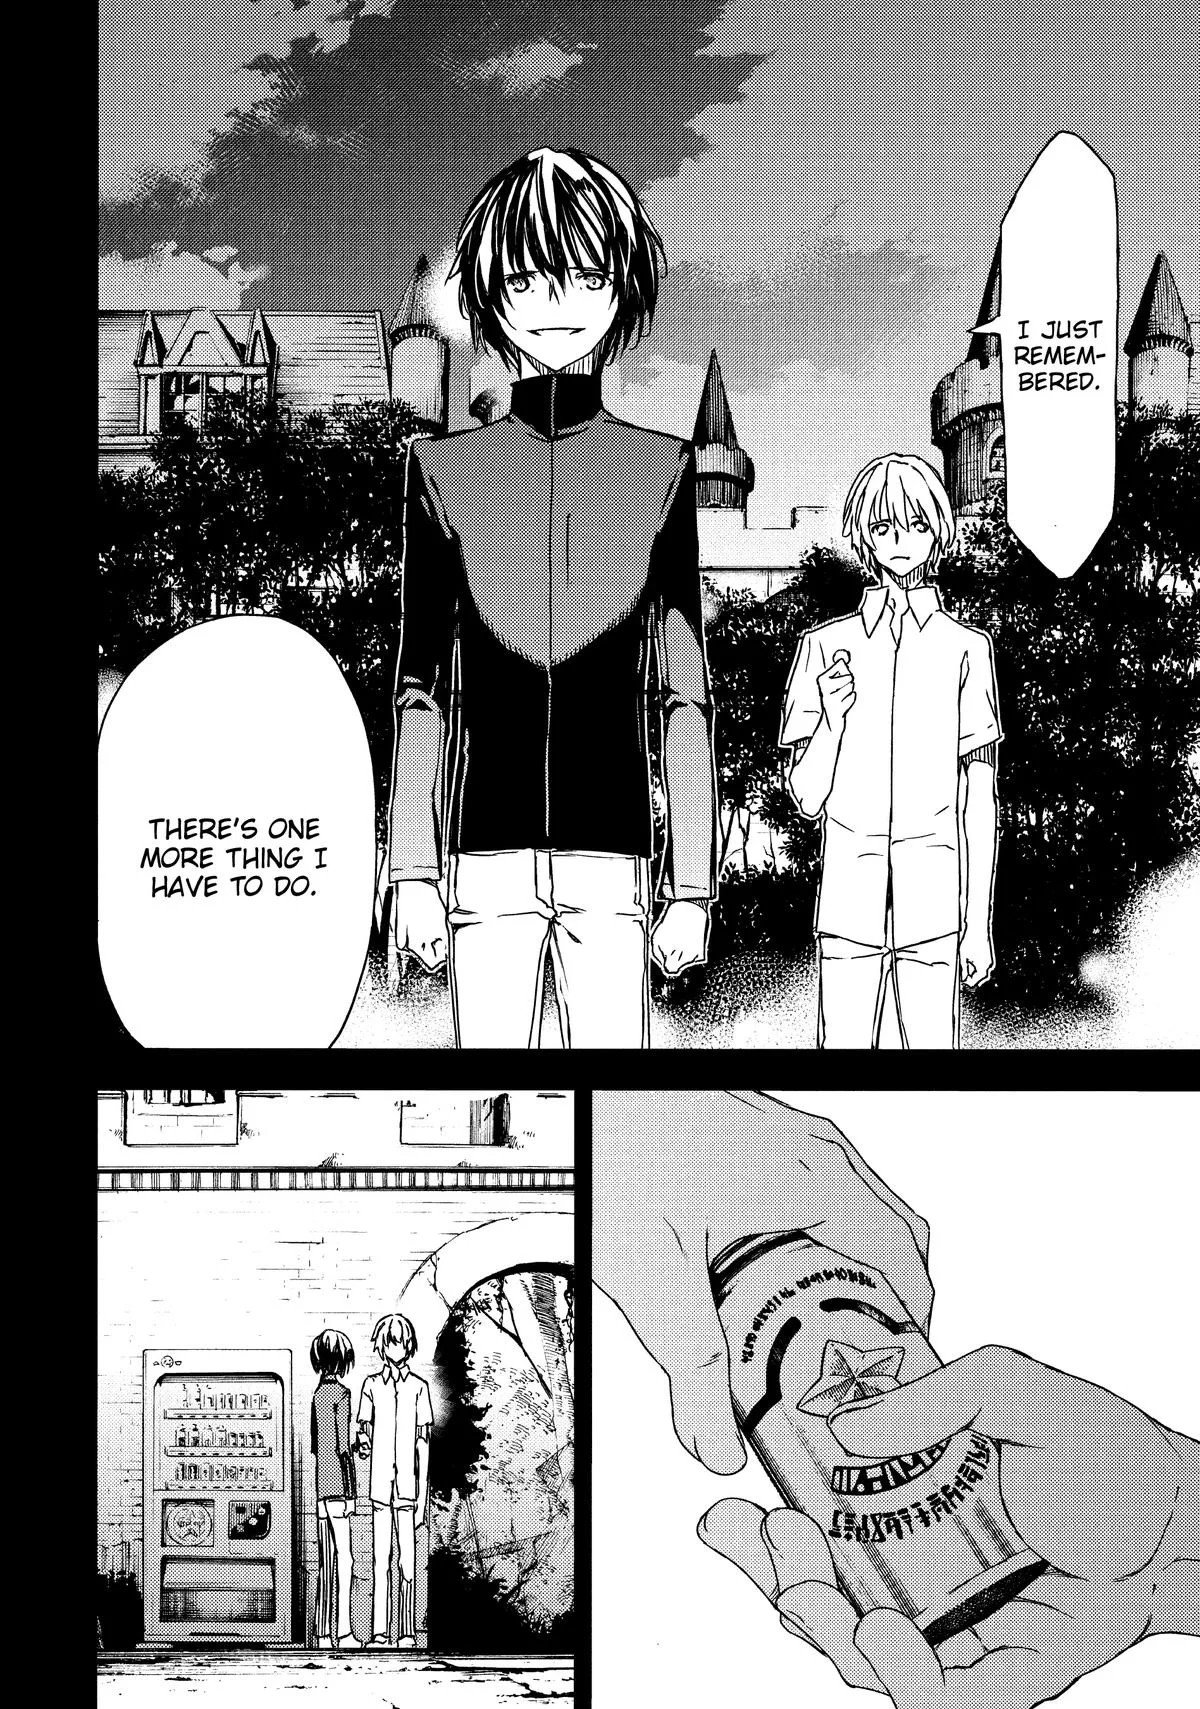 I JUST
REMEM-
BERED.
THERE'S ONE
MORE THING I
HAVE TO DO.